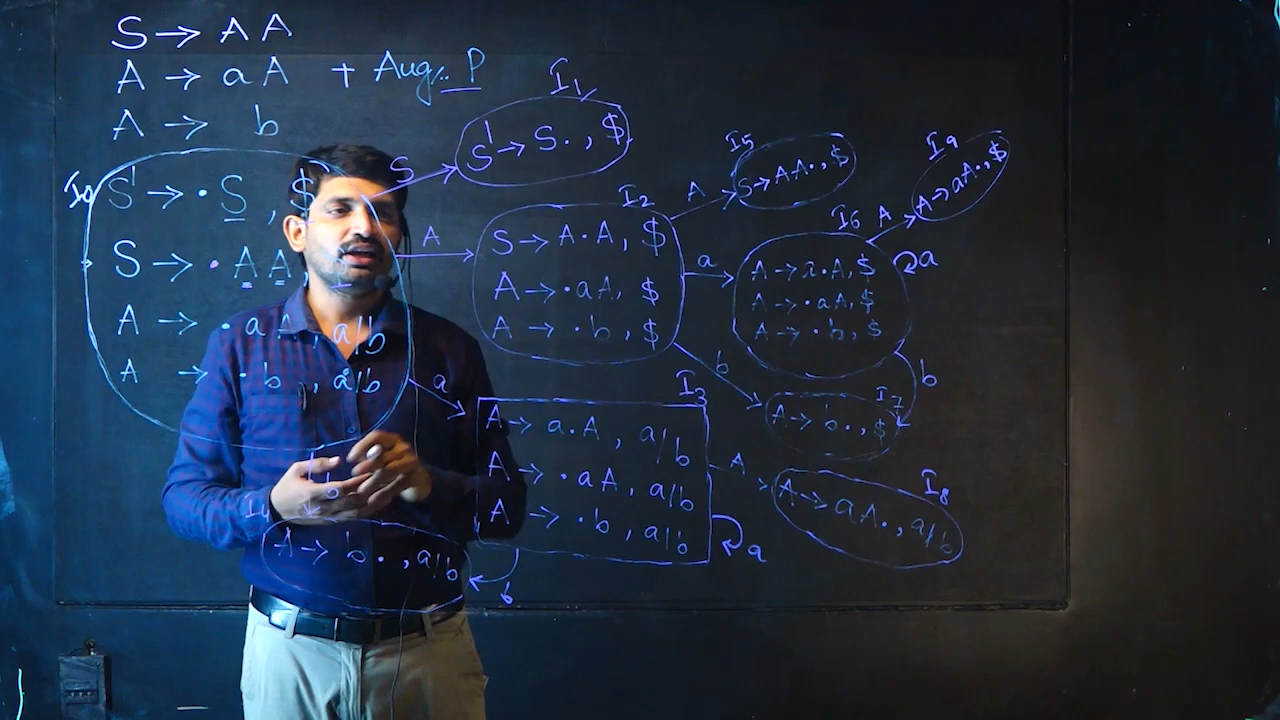 S → AA
A → aA + Aug. P
A → b
I0
S' → ·S , $
S → ·AA,
A → ·aA, a/b
A → ·b, a/b
S
I1
S' → S· , $
A
I2
S → A·A, $
A → ·aA, $
A → ·b, $
A
I5
S → AA·, $
a
I6
A → a·A, $
A → ·aA, $
A → ·b, $
A
I9
A → aA·, $
a
b
b
I7
A → b·, $
a
I3
A → a·A, a/b
A → ·aA, a/b
A → ·b, a/b
A
I8
A → aA·, a/b
a
b
b
I4
A → b·, a/b